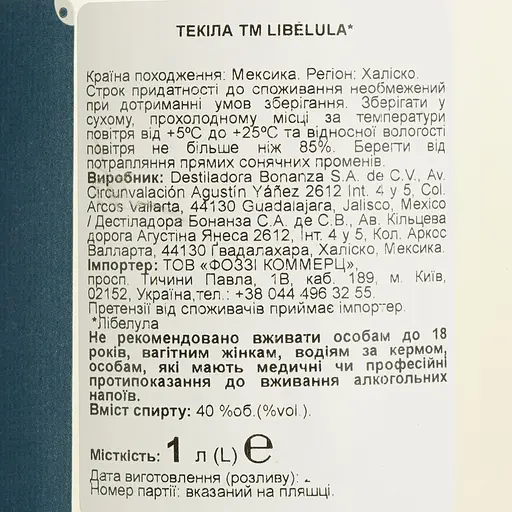 ТЕКІЛА ТМ LIBÉLULA*
Країна походження: Мексика. Регіон: Халіско.
Строк придатності до споживання необмежений
при дотриманні умов зберігання. Зберігати у
сухому, прохолодному місці за температури
повітря від +5ºС до +25ºС та відносної вологості
повітря не більше ніж 85%. Берегти від
потрапляння прямих сонячних променів.
Виробник: Destiladora Bonanza S.A. de C.V., Av.
Circunvalación Agustín Yáñez 2612 Int. 4 y 5, Col.
Arcos Vallarta, 44130 Guadalajara, Jalisco, Mexico
/ Дестіладора Бонанза С.А. де С.В., Ав. Кільцева
дорога Агустіна Янеса 2612, Інт. 4 у 5, Кол. Аркос
Валларта, 44130 Ґвадалахара, Халіско, Мексика.
Імпортер: ТОВ «ФОЗЗІ КОММЕРЦ»,
просп. Тичини Павла, 1В, каб. 189, м. Київ,
02152, Україна,тел.: +38 044 496 32 55.
Претензії від споживачів приймає імпортер.
*Лібелула
Не рекомендовано вживати особам до 18
років, вагітним жінкам, водіям за кермом,
особам, які мають медичні чи професійні
протипоказання до вживання алкогольних
напоїв.
Вміст спирту: 40 %об.(%vol.).
Місткість: 1 л (L) ℮
Дата виготовлення (розливу):
Номер партії: вказаний на пляшці.